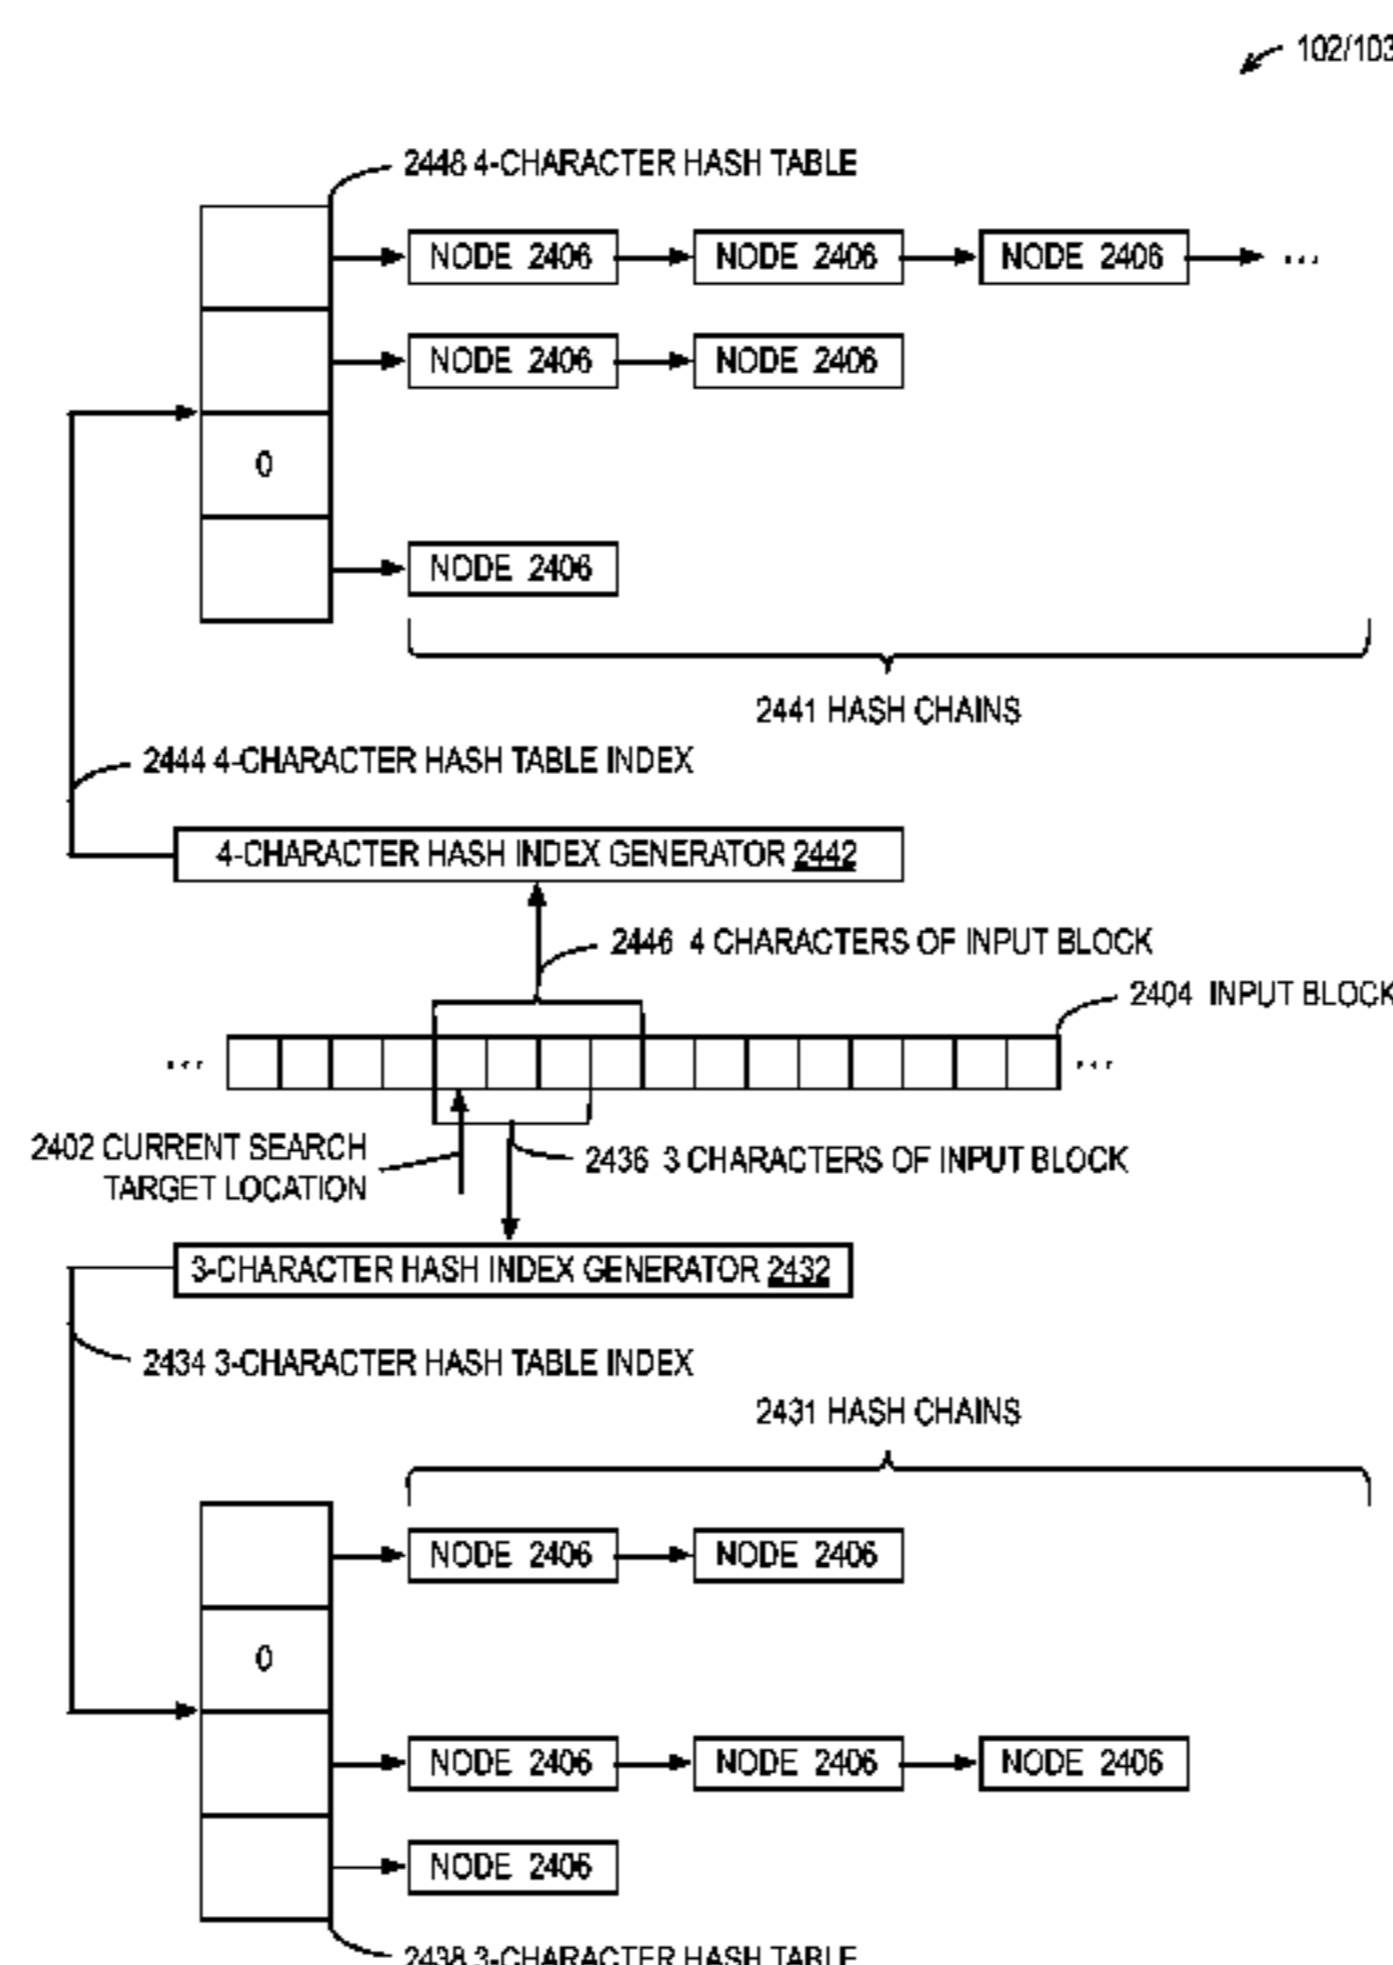 102/103
2448 4-CHARACTER HASH TABLE
NODE 2406 NODE 2406 NODE 2406 ...
NODE 2406 NODE 2406
0
NODE 2406
2441 HASH CHAINS
2444 4-CHARACTER HASH TABLE INDEX
4-CHARACTER HASH INDEX GENERATOR 2442
2446 4 CHARACTERS OF INPUT BLOCK
2404 INPUT BLOCK
... ...
2402 CURRENT SEARCH
TARGET LOCATION
2436 3 CHARACTERS OF INPUT BLOCK
3-CHARACTER HASH INDEX GENERATOR 2432
2434 3-CHARACTER HASH TABLE INDEX
2431 HASH CHAINS
NODE 2406 NODE 2406
0
NODE 2406 NODE 2406 NODE 2406
NODE 2406
2438 3-CHARACTER HASH TABLE